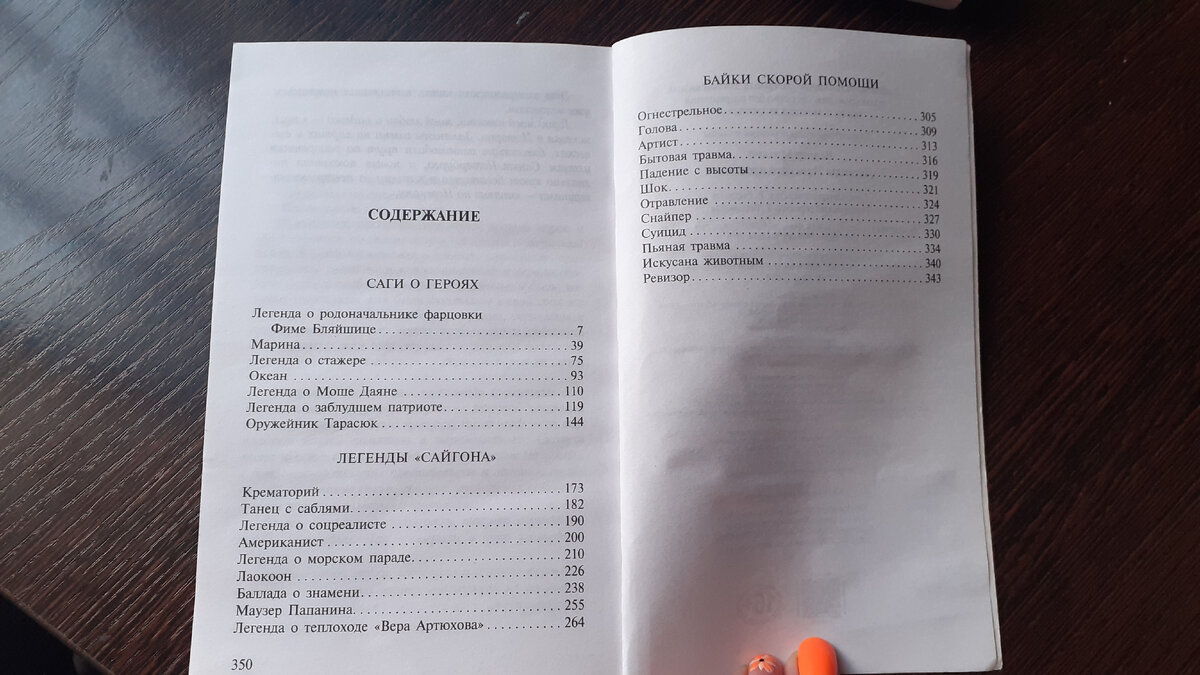 СОДЕРЖАНИЕ
САГИ О ГЕРОЯХ
Легенда о родоначальнике фарцовки
Фиме Бляйшице 7
Марина 39
Легенда о стажере 75
Океан 93
Легенда о Моше Даяне 110
Легенда о заблудшем патриоте 119
Оружейник Тарасюк 144
ЛЕГЕНДЫ «САЙГОНА»
Крематорий 173
Танец с саблями 182
Легенда о соцреалисте 190
Американист 200
Легенда о морском параде 210
Лаокоон 226
Баллада о знамени 238
Маузер Папанина 255
Легенда о теплоходе «Вера Артюхова» 264
350
БАЙКИ СКОРОЙ ПОМОЩИ
Огнестрельное 305
Голова 309
Артист 313
Бытовая травма 316
Падение с высоты 319
Шок 321
Отравление 324
Снайпер 327
Суицид 330
Пьяная травма 334
Искусана животным 340
Ревизор 343